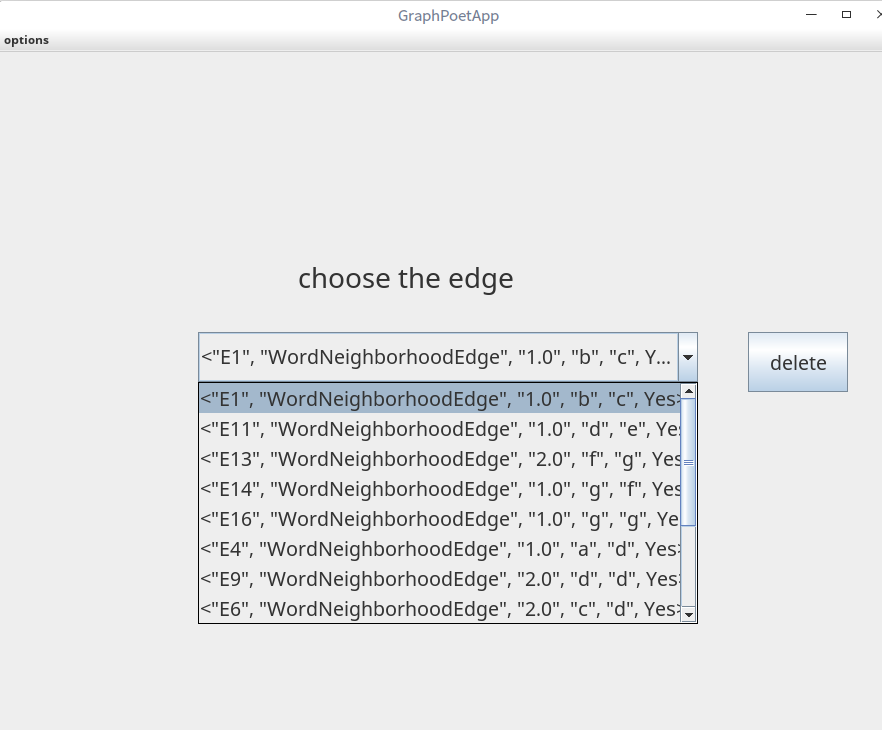 GraphPoetApp
options
choose the edge
<"E1", "WordNeighborhoodEdge", "1.0", "b", "c", Y...
delete
<"E1", "WordNeighborhoodEdge", "1.0", "b", "c", Yes>
<"E11", "WordNeighborhoodEdge", "1.0", "d", "e", Yes
<"E13", "WordNeighborhoodEdge", "2.0", "f", "g", Yes
<"E14", "WordNeighborhoodEdge", "1.0", "g", "f", Yes
<"E16", "WordNeighborhoodEdge", "1.0", "g", "g", Ye
<"E4", "WordNeighborhoodEdge", "1.0", "a", "d", Yes>
<"E9", "WordNeighborhoodEdge", "2.0", "d", "d", Yes>
<"E6", "WordNeighborhoodEdge", "2.0", "c", "d", Yes>